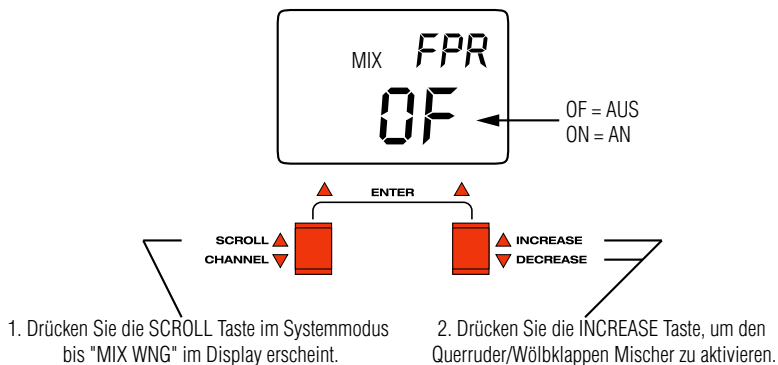 MIX FPR
OF
OF = AUS
ON = AN
ENTER
SCROLL
CHANNEL
INCREASE
DECREASE
1. Drücken Sie die SCROLL Taste im Systemmodus
bis "MIX WNG" im Display erscheint.
2. Drücken Sie die INCREASE Taste, um den
Querruder/Wölbklappen Mischer zu aktivieren.